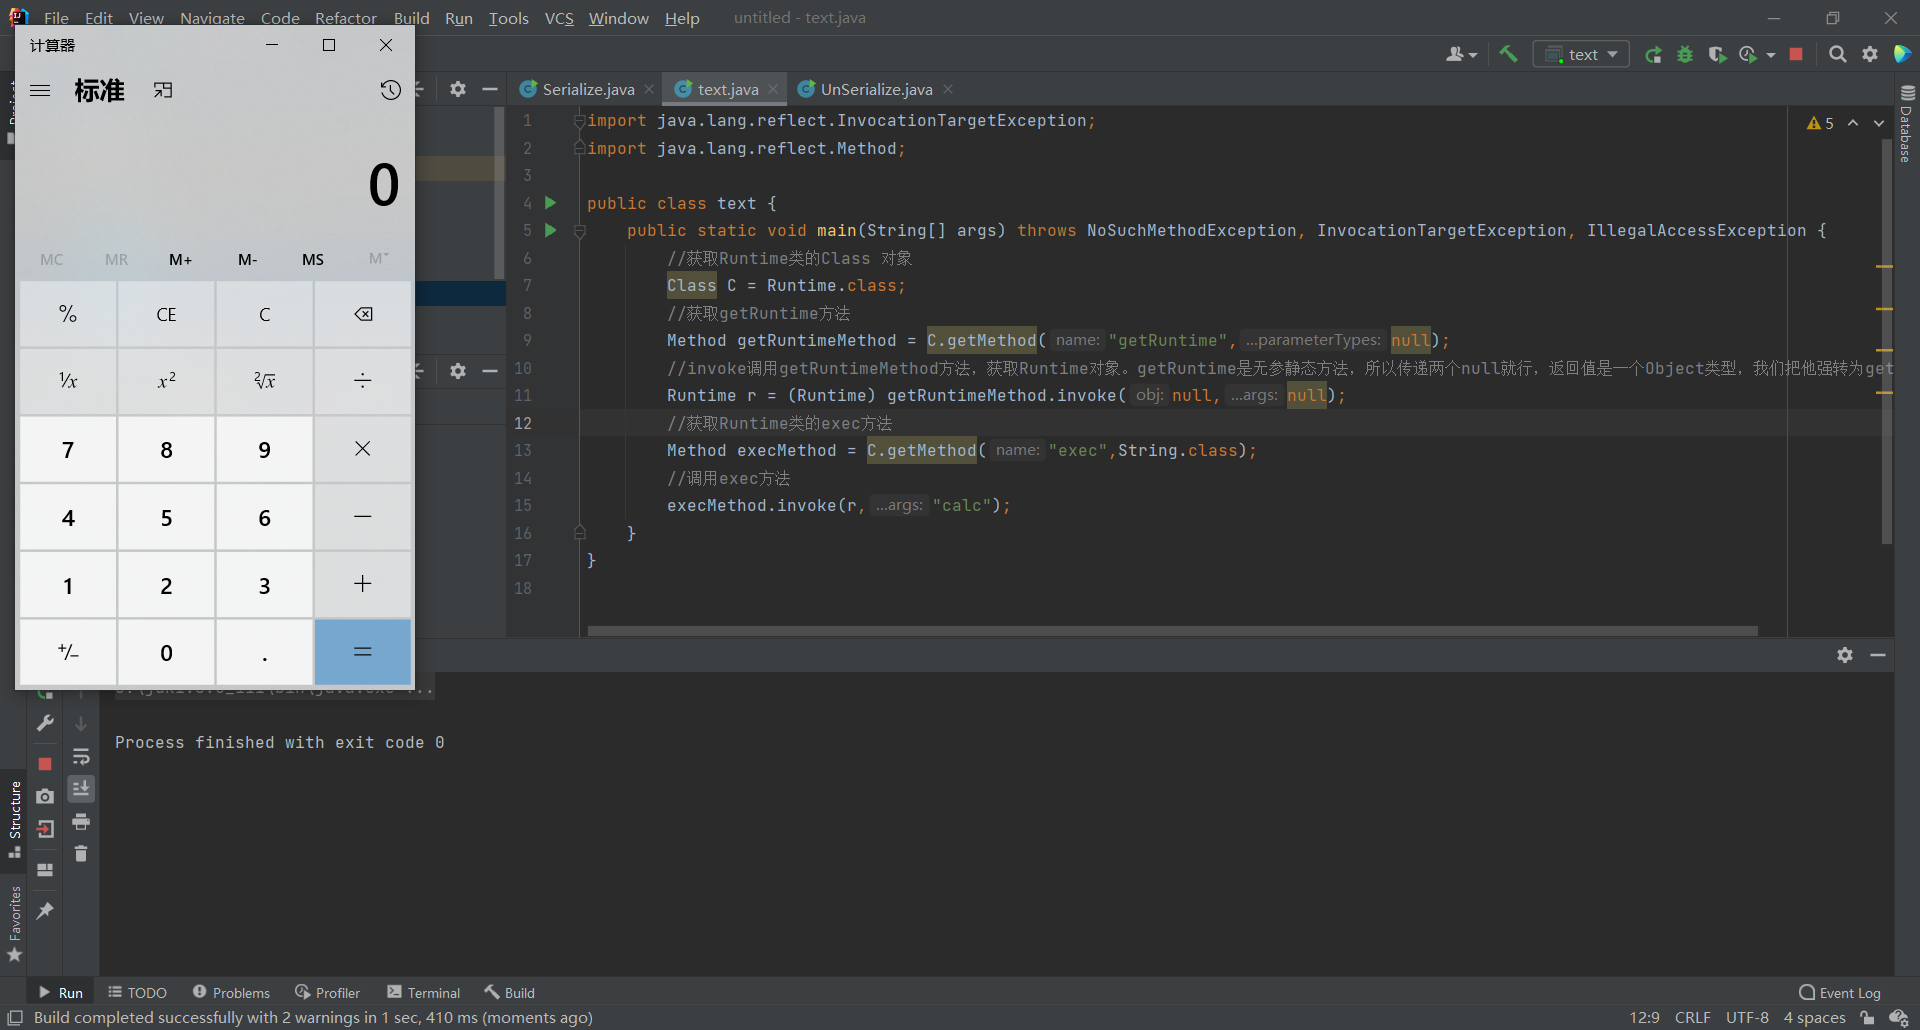 File Edit View Navigate Code Refactor Build Run Tools VCS Window Help untitled - text.java
计算器
标准
0
MC MR M+ M- MS M˅
% CE C
¹/x x² ²√x ÷
7 8 9 ×
4 5 6 −
1 2 3 +
+/− 0 . =
text
Serialize.java text.java UnSerialize.java
5
1 import java.lang.reflect.InvocationTargetException;
2 import java.lang.reflect.Method;
3
4 public class text {
5 public static void main(String[] args) throws NoSuchMethodException, InvocationTargetException, IllegalAccessException {
6 //获取Runtime类的Class 对象
7 Class C = Runtime.class;
8 //获取getRuntime方法
9 Method getRuntimeMethod = C.getMethod( name: "getRuntime", ...parameterTypes: null);
10 //invoke调用getRuntimeMethod方法，获取Runtime对象。getRuntime是无参静态方法，所以传递两个null就行，返回值是一个Object类型，我们把他强转为get
11 Runtime r = (Runtime) getRuntimeMethod.invoke( obj: null, ...args: null);
12 //获取Runtime类的exec方法
13 Method execMethod = C.getMethod( name: "exec",String.class);
14 //调用exec方法
15 execMethod.invoke(r, ...args: "calc");
16 }
17 }
18
Database
Process finished with exit code 0
Structure
Favorites
Run TODO Problems Profiler Terminal Build Event Log
Build completed successfully with 2 warnings in 1 sec, 410 ms (moments ago) 12:9 CRLF UTF-8 4 spaces